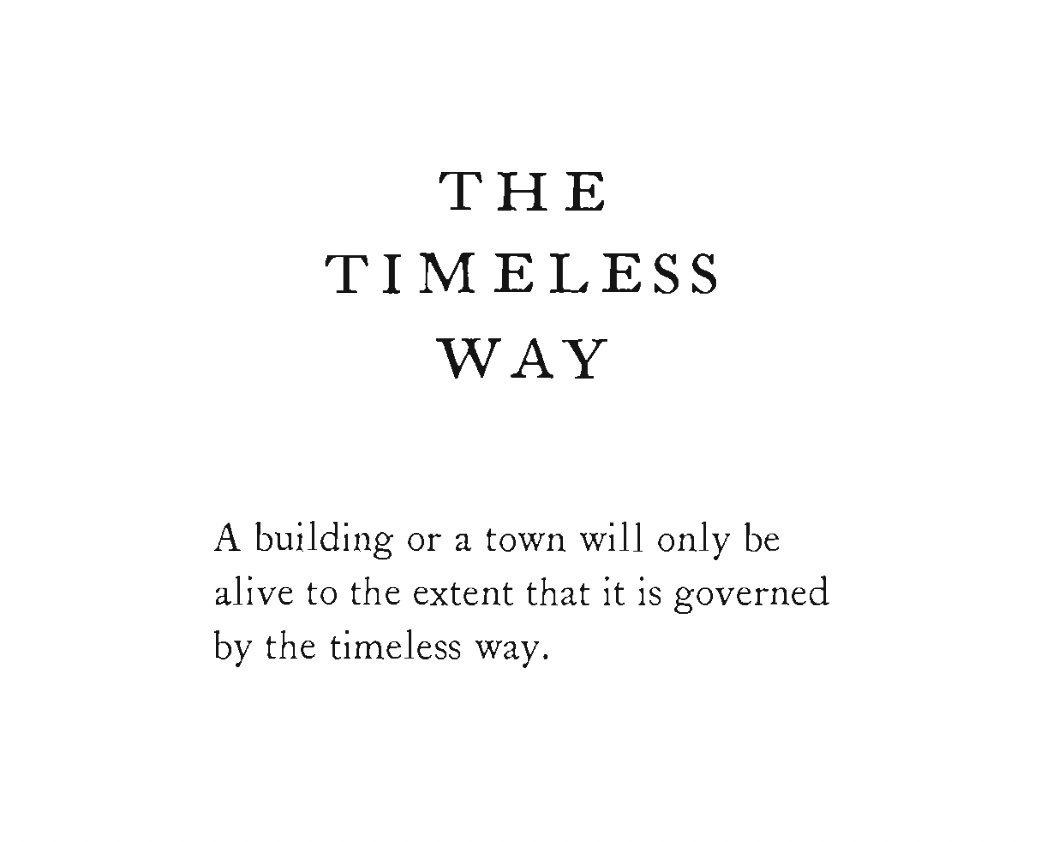 THE
TIMELESS
WAY
A building or a town will only be
alive to the extent that it is governed
by the timeless way.